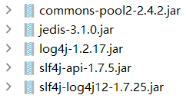 commons-pool2-2.4.2.jar
jedis-3.1.0.jar
log4j-1.2.17.jar
slf4j-api-1.7.5.jar
slf4j-log4j12-1.7.25.jar